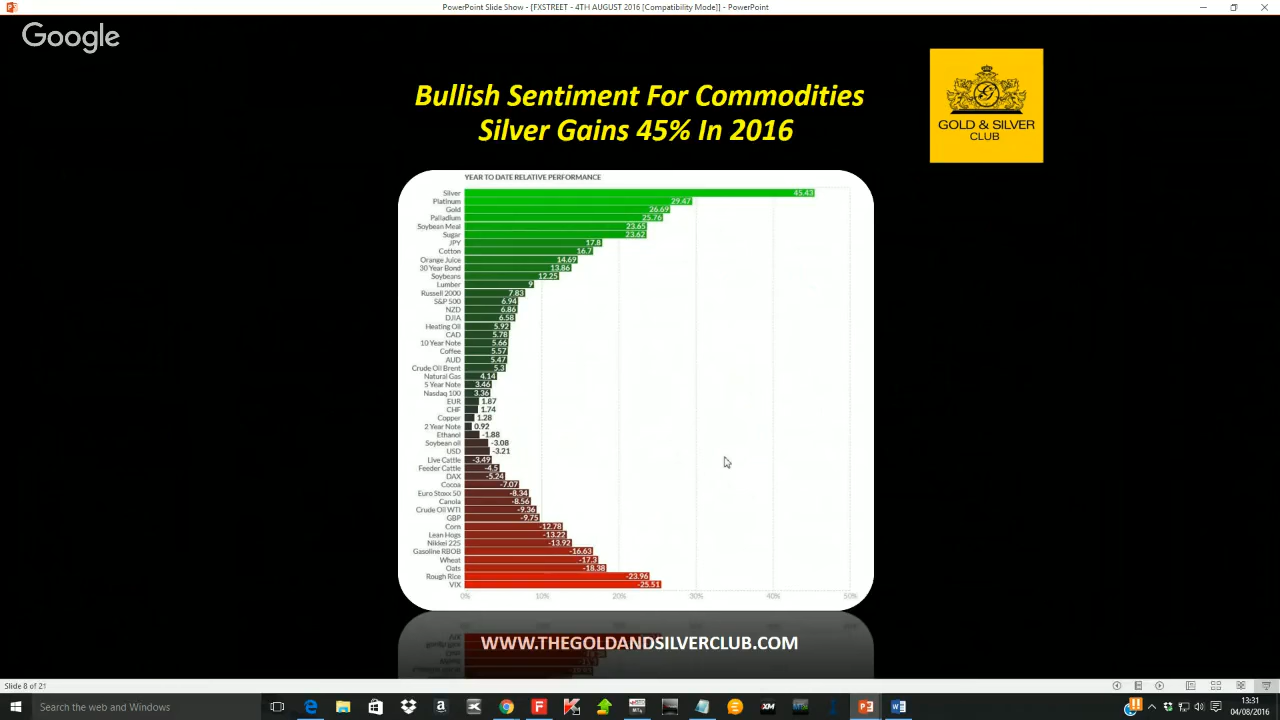 PowerPoint Slide Show - [FXSTREET - 4TH AUGUST 2016 [Compatibility Mode]] - PowerPoint
Google
Bullish Sentiment For Commodities
Silver Gains 45% In 2016
GOLD & SILVER
CLUB
YEAR TO DATE RELATIVE PERFORMANCE
Silver 45.43
Platinum 29.47
Gold 26.69
Palladium 25.76
Soybean Meal 23.65
Sugar 23.62
JPY 17.8
Cotton 16.7
Orange Juice 14.69
30 Year Bond 13.86
Soybeans 12.25
Lumber 9
Russell 2000 7.83
S&P 500 6.94
NZD 6.86
DJIA 6.58
Heating Oil 5.92
CAD 5.78
10 Year Note 5.66
Coffee 5.57
AUD 5.47
Crude Oil Brent 5.3
Natural Gas 4.14
5 Year Note 3.46
Nasdaq 100 3.36
EUR 1.87
CHF 1.74
Copper 1.28
2 Year Note 0.92
Ethanol -1.88
Soybean oil -3.08
USD -3.21
Live Cattle -3.49
Feeder Cattle -4.5
DAX -5.24
Cocoa -7.07
Euro Stoxx 50 -8.34
Canola -8.56
Crude Oil WTI -9.36
GBP -9.75
Corn -12.78
Lean Hogs -13.22
Nikkei 225 -13.92
Gasoline RBOB -16.63
Wheat -17.3
Oats -18.38
Rough Rice -23.96
VIX -25.51
0% 10% 20% 30% 40% 50%
WWW.THEGOLDANDSILVERCLUB.COM
Slide 8 of 21
Search the web and Windows
13:31
04/08/2016